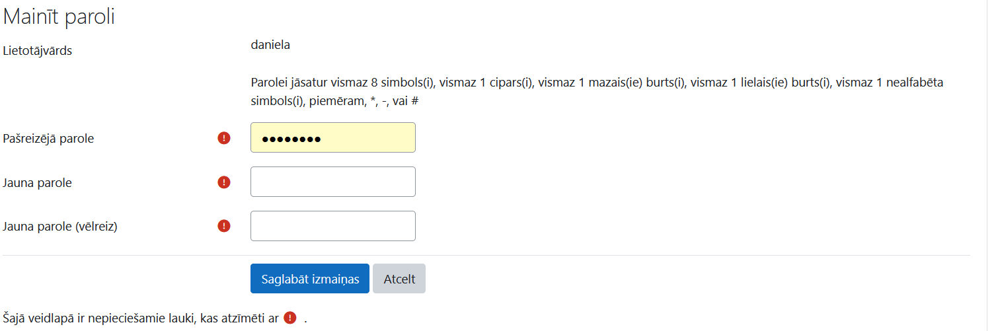 Mainīt paroli
Lietotājvārds
daniela
Parolei jāsatur vismaz 8 simbols(i), vismaz 1 cipars(i), vismaz 1 mazais(ie) burts(i), vismaz 1 lielais(ie) burts(i), vismaz 1 nealfabēta
simbols(i), piemēram, *, -, vai #
Pašreizējā parole
Jauna parole
Jauna parole (vēlreiz)
Saglabāt izmaiņas Atcelt
Šajā veidlapā ir nepieciešamie lauki, kas atzīmēti ar .